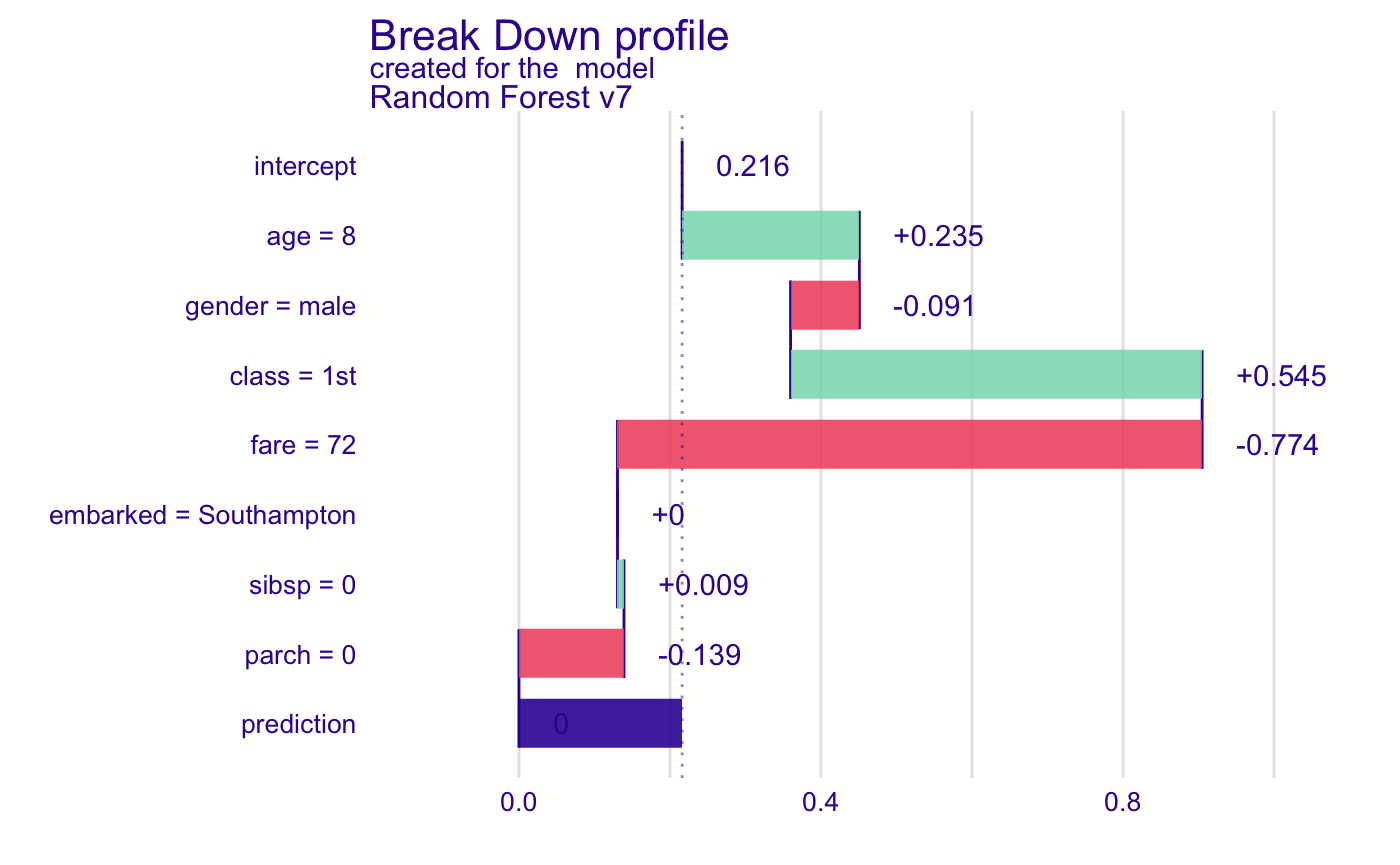 Break Down profile
created for the  model
Random Forest v7
intercept 0.216
age = 8 +0.235
gender = male -0.091
class = 1st +0.545
fare = 72 -0.774
embarked = Southampton +0
sibsp = 0 +0.009
parch = 0 -0.139
prediction 0
0.0 0.4 0.8